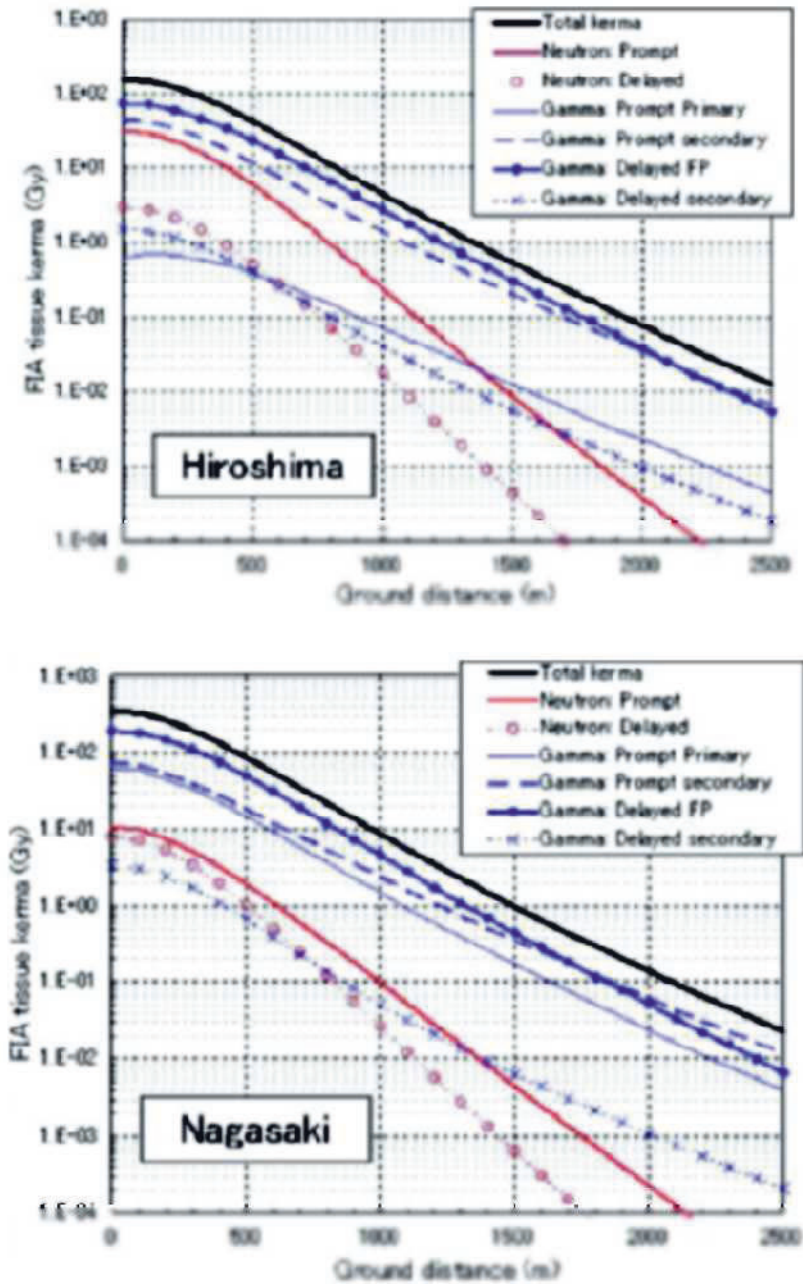 1.E+03
1.E+02
1.E+01
1.E+00
1.E-01
1.E-02
1.E-03
1.E-04
FIA tissue kerma (Gy)
Total kerma
Neutron: Prompt
Neutron: Delayed
Gamma: Prompt Primary
Gamma: Prompt secondary
Gamma: Delayed FP
Gamma: Delayed secondary
Hiroshima
0 500 1000 1500 2000 2500
Ground distance (m)
1.E+03
1.E+02
1.E+01
1.E+00
1.E-01
1.E-02
1.E-03
1.E-04
FIA tissue kerma (Gy)
Total kerma
Neutron: Prompt
Neutron: Delayed
Gamma: Prompt Primary
Gamma: Prompt secondary
Gamma: Delayed FP
Gamma: Delayed secondary
Nagasaki
0 500 1000 1500 2000 2500
Ground distance (m)